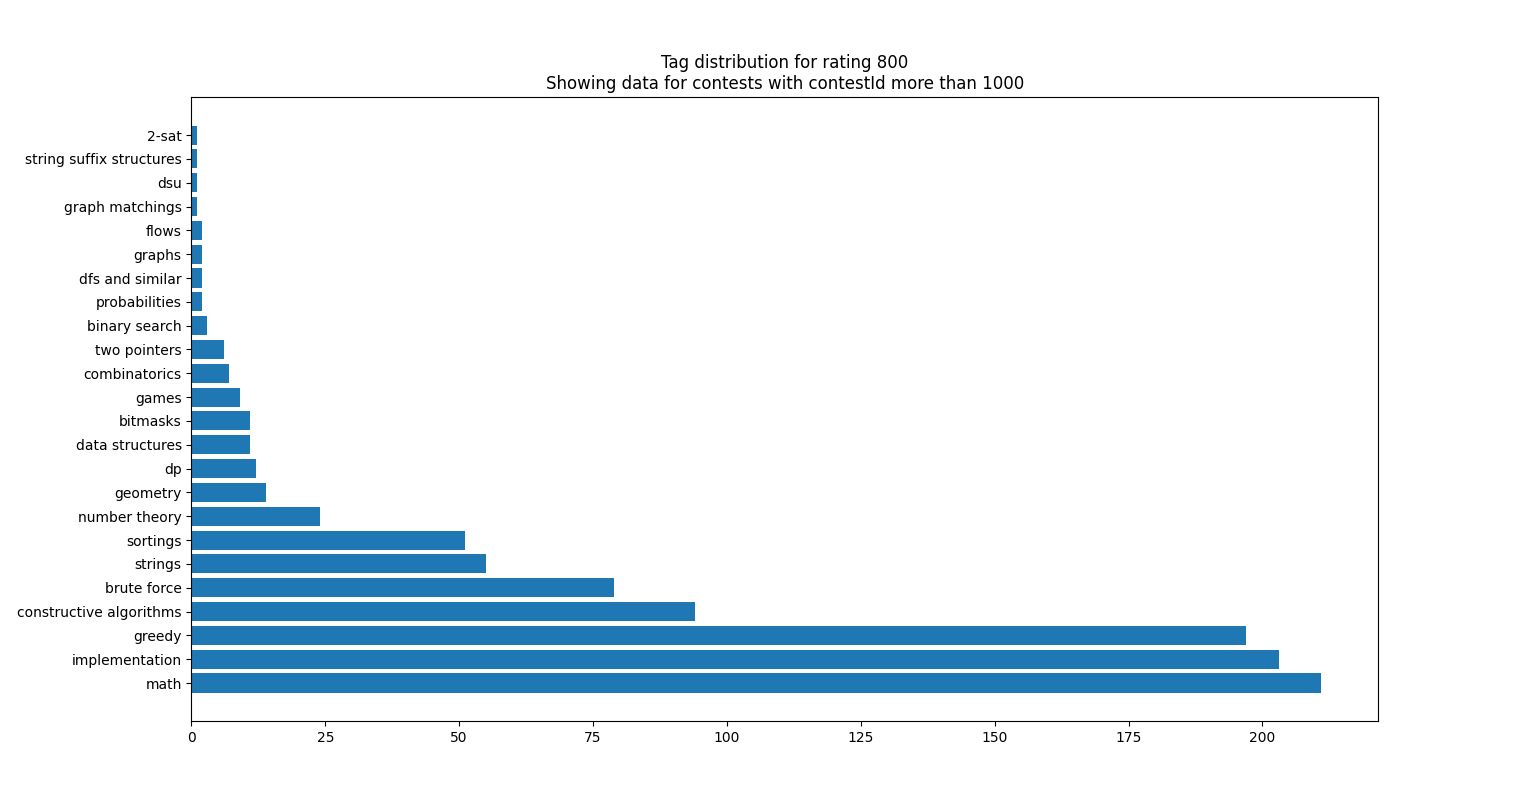 Tag distribution for rating 800
Showing data for contests with contestId more than 1000
2-sat
string suffix structures
dsu
graph matchings
flows
graphs
dfs and similar
probabilities
binary search
two pointers
combinatorics
games
bitmasks
data structures
dp
geometry
number theory
sortings
strings
brute force
constructive algorithms
greedy
implementation
math
0 25 50 75 100 125 150 175 200